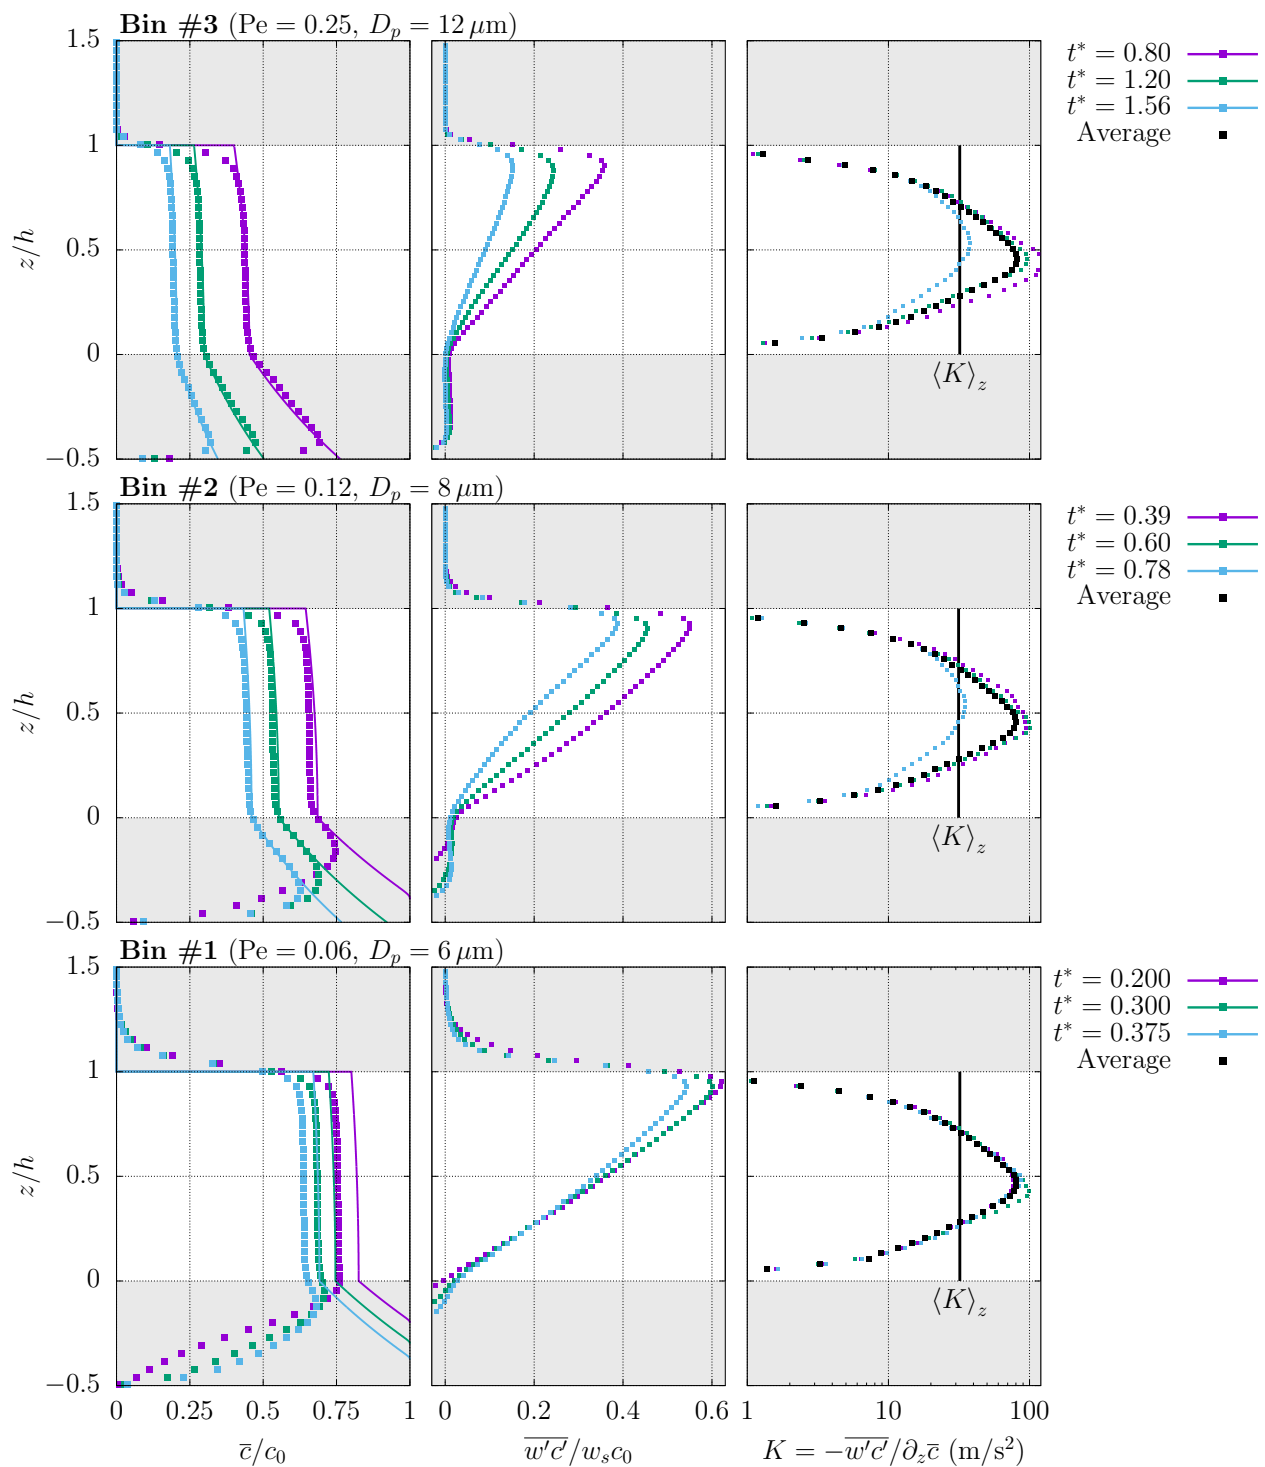 Bin #3 (Pe = 0.25, D_p = 12 μm)
1.5
1
0.5
0
−0.5
z/h
⟨K⟩_z
t* = 0.80
t* = 1.20
t* = 1.56
Average
Bin #2 (Pe = 0.12, D_p = 8 μm)
1.5
1
0.5
0
−0.5
z/h
⟨K⟩_z
t* = 0.39
t* = 0.60
t* = 0.78
Average
Bin #1 (Pe = 0.06, D_p = 6 μm)
1.5
1
0.5
0
−0.5
z/h
⟨K⟩_z
t* = 0.200
t* = 0.300
t* = 0.375
Average
0 0.25 0.5 0.75 1
0 0.2 0.4 0.6
1 10 100
c̅/c₀
\overline{w′c′}/w_s c₀
K = −\overline{w′c′}/∂_z c̅ (m/s²)